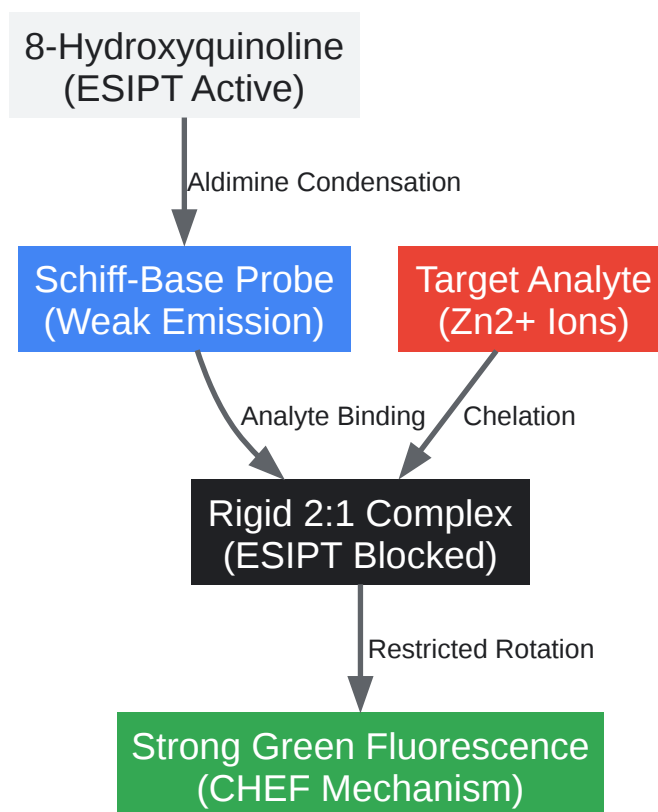 8-Hydroxyquinoline
(ESIPT Active)
Aldimine Condensation
Schiff-Base Probe
(Weak Emission)
Target Analyte
(Zn2+ Ions)
Analyte Binding
Chelation
Rigid 2:1 Complex
(ESIPT Blocked)
Restricted Rotation
Strong Green Fluorescence
(CHEF Mechanism)